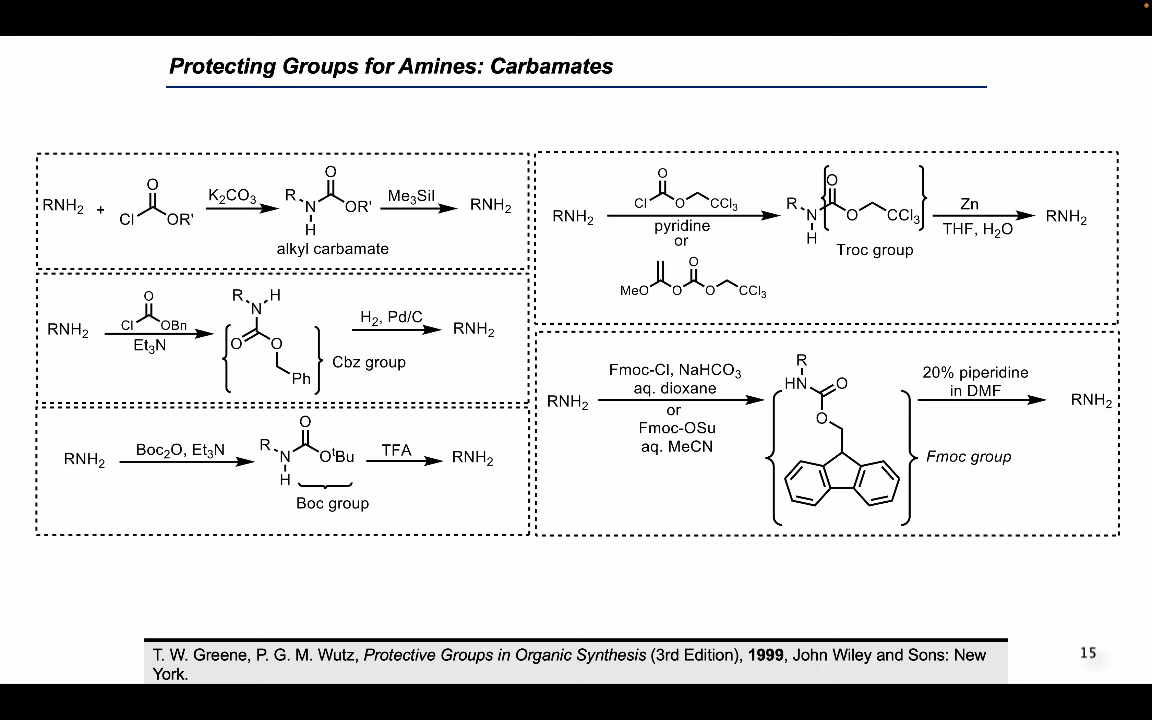 Protecting Groups for Amines: Carbamates
RNH₂ + Cl O OR' K₂CO₃ R N H O OR' Me₃SiI RNH₂
alkyl carbamate
RNH₂ Cl O OBn Et₃N R N H O O Ph H₂, Pd/C RNH₂
Cbz group
RNH₂ Boc₂O, Et₃N R N H O OᵗBu TFA RNH₂
Boc group
RNH₂ Cl O O CCl₃ R N H O O CCl₃ Zn RNH₂
pyridine THF, H₂O
or Troc group
MeO O O O CCl₃
Fmoc-Cl, NaHCO₃
aq. dioxane
RNH₂ or
Fmoc-OSu
aq. MeCN
R
HN O
O
20% piperidine
in DMF
RNH₂
Fmoc group
T. W. Greene, P. G. M. Wutz, Protective Groups in Organic Synthesis (3rd Edition), 1999, John Wiley and Sons: New
York.
15